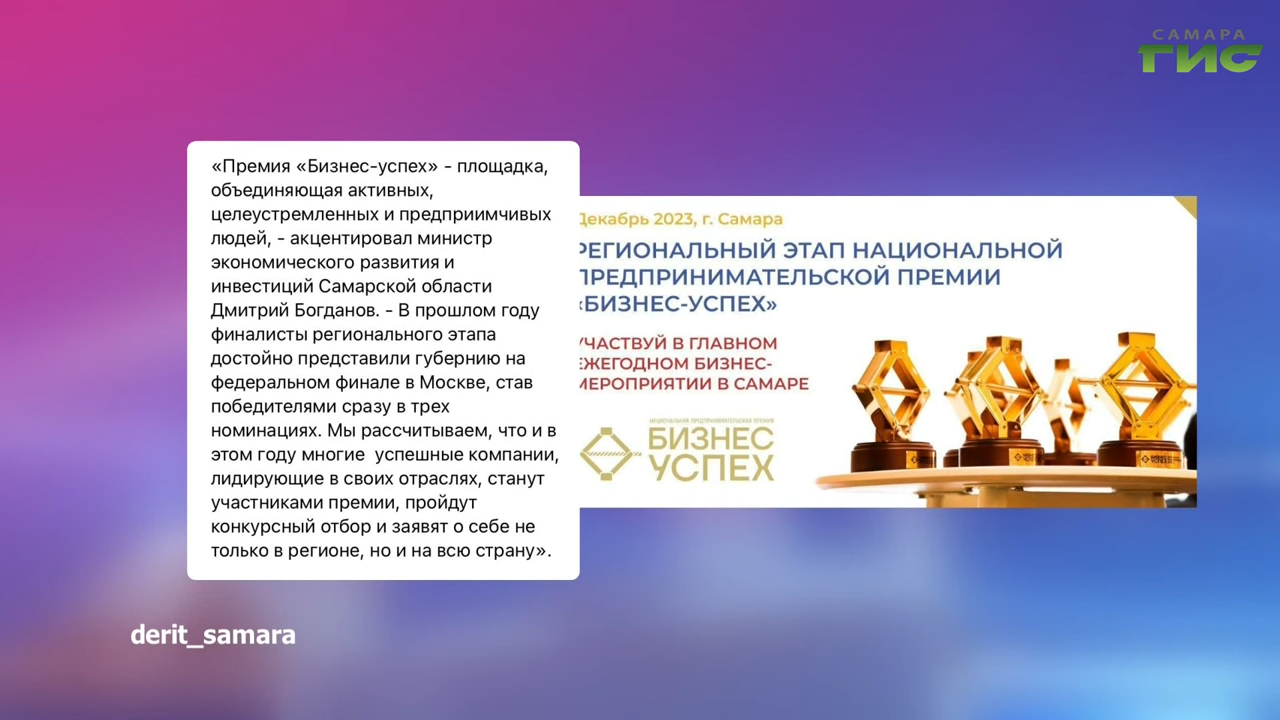 САМАРА
ГИС
«Премия «Бизнес-успех» - площадка,
объединяющая активных,
целеустремленных и предприимчивых
людей, - акцентировал министр
экономического развития и
инвестиций Самарской области
Дмитрий Богданов. - В прошлом году
финалисты регионального этапа
достойно представили губернию на
федеральном финале в Москве, став
победителями сразу в трех
номинациях. Мы рассчитываем, что и в
этом году многие  успешные компании,
лидирующие в своих отраслях, станут
участниками премии, пройдут
конкурсный отбор и заявят о себе не
только в регионе, но и на всю страну».
Декабрь 2023, г. Самара
РЕГИОНАЛЬНЫЙ ЭТАП НАЦИОНАЛЬНОЙ
ПРЕДПРИНИМАТЕЛЬСКОЙ ПРЕМИИ
«БИЗНЕС-УСПЕХ»
УЧАСТВУЙ В ГЛАВНОМ
ЕЖЕГОДНОМ БИЗНЕС-
МЕРОПРИЯТИИ В САМАРЕ
НАЦИОНАЛЬНАЯ ПРЕДПРИНИМАТЕЛЬСКАЯ ПРЕМИЯ
БИЗНЕС
УСПЕХ
derit_samara